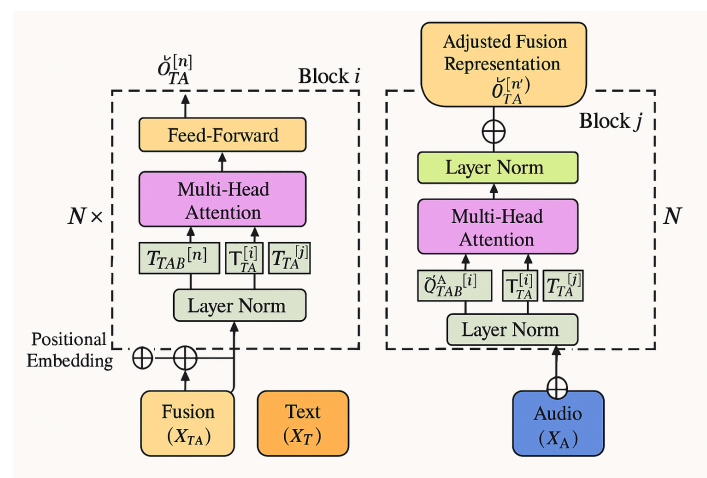 Ŏ_TA^[n]
Block i
Feed-Forward
Multi-Head
Attention
N ×
T_TAB^[n] T_TA^[i] T_TA^[j]
Layer Norm
Positional
Embedding
Fusion
(X_TA)
Text
(X_T)
Adjusted Fusion
Representation
Ŏ_TA^[n′)
Block j
Layer Norm
Multi-Head
Attention
N
Q̆_TAB^A[i] T_TA^[i] T_TA^[j]
Layer Norm
Audio
(X_A)